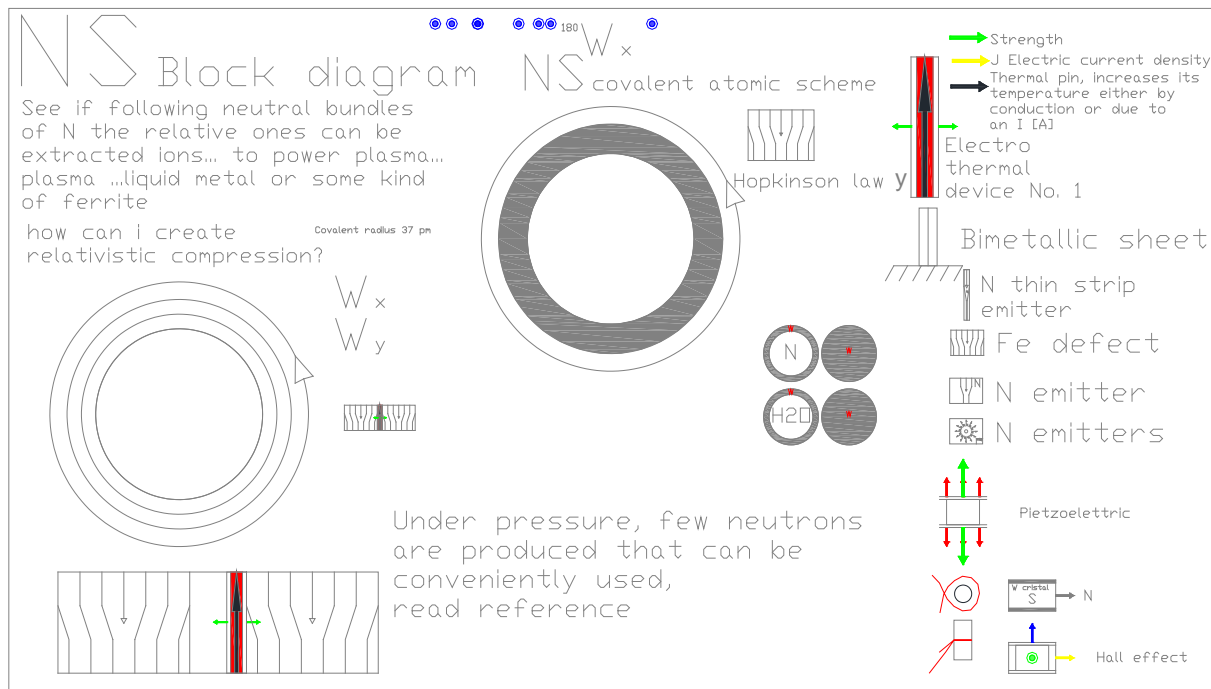 NS Block diagram
See if following neutral bundles
of N the relative ones can be
extracted ions... to power plasma...
plasma ...liquid metal or some kind
of ferrite
how can i create
relativistic compression?
Covalent radius 37 pm
W x
W y
180
W x
NS covalent atomic scheme
Hopkinson law y
Strength
J Electric current density
Thermal pin, increases its
temperature either by
conduction or due to
an I [A]
Electro
thermal
device No. 1
Bimetallic sheet
N thin strip
emitter
Fe defect
N
N emitter
N emitters
W
W
N
W
W
H2O
Pietzoelettric
Under pressure, few neutrons
are produced that can be
conveniently used,
read reference
W cristal
S
N
Hall effect